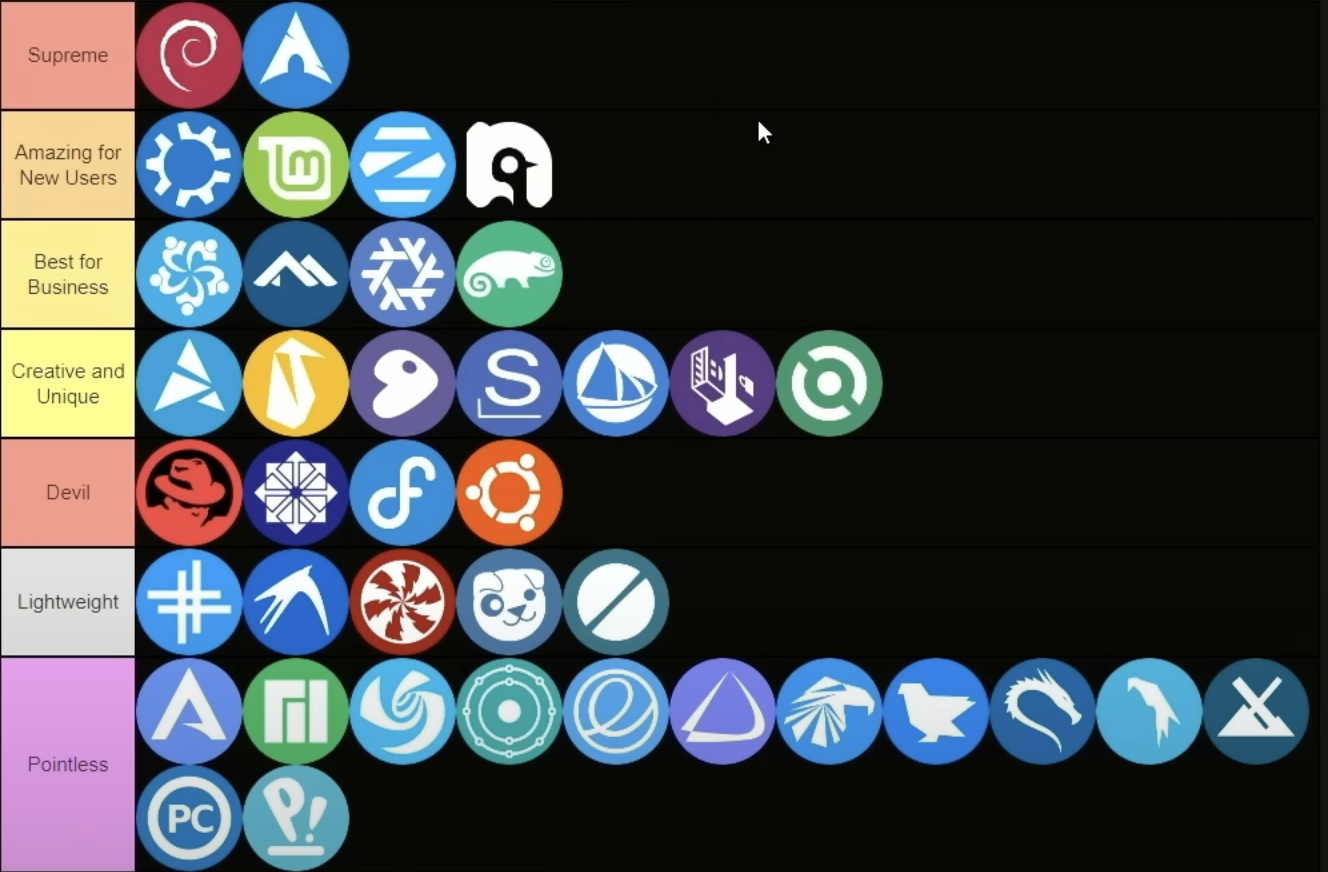 Supreme
Amazing for
New Users
Best for
Business
Creative and
Unique
S
Devil
Lightweight
Pointless
PC
P!